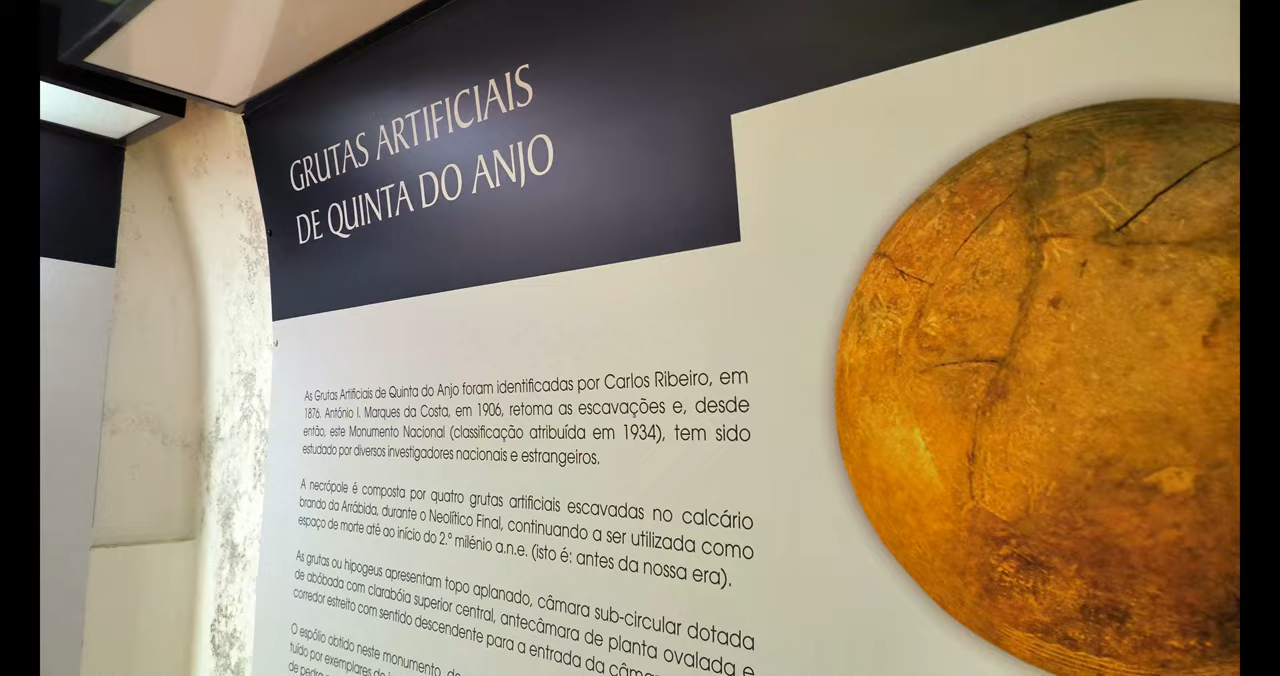 GRUTAS ARTIFICIAIS
DE QUINTA DO ANJO
As Grutas Artificiais de Quinta do Anjo foram identificadas por Carlos Ribeiro, em
1876. António I. Marques da Costa, em 1906, retoma as escavações e, desde
então, este Monumento Nacional (classificação atribuída em 1934), tem sido
estudado por diversos investigadores nacionais e estrangeiros.
A necrópole é composta por quatro grutas artificiais escavadas no calcário
brando da Arrábida, durante o Neolítico Final, continuando a ser utilizada como
espaço de morte até ao início do 2.º milénio a.n.e. (isto é: antes da nossa era).
As grutas ou hipogeus apresentam topo aplanado, câmara sub-circular dotada
de abóbada com clarabóia superior central, antecâmara de planta ovalada e
corredor estreito com sentido descendente para a entrada da
O espólio obtido neste monumento
tuído por exemplares de
de